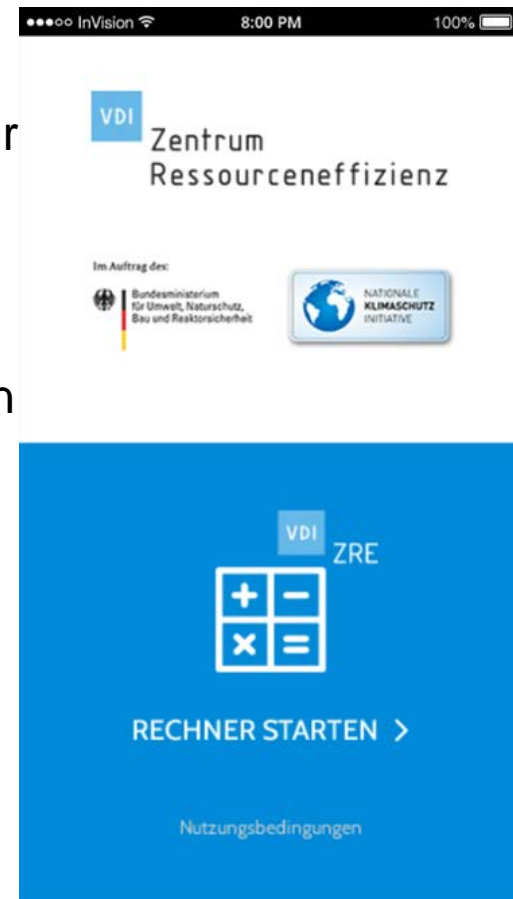 ●●●○○ InVision 8:00 PM 100%
VDI
Zentrum
Ressourceneffizienz
r
Im Auftrag des:
Bundesministerium
für Umwelt, Naturschutz,
Bau und Reaktorsicherheit
NATIONALE
KLIMASCHUTZ
INITIATIVE
n
VDI
ZRE
+ −
× =
RECHNER STARTEN >
Nutzungsbedingungen